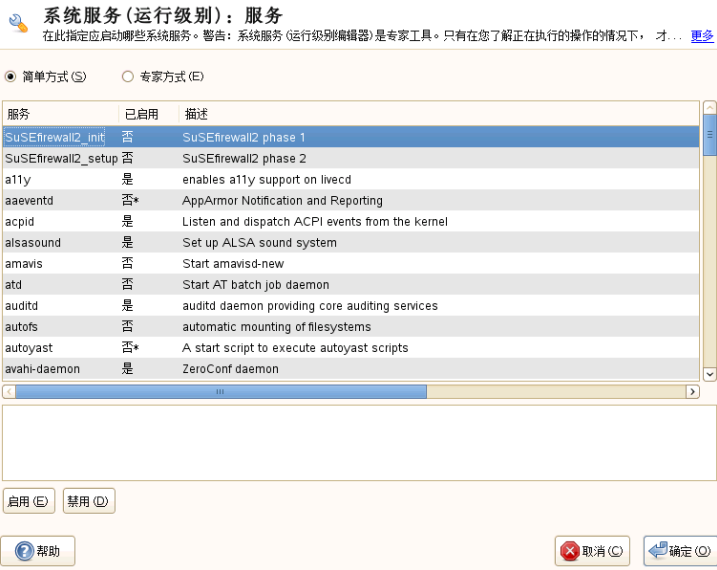 系统服务(运行级别)：服务
在此指定应启动哪些系统服务。警告：系统服务(运行级别编辑器)是专家工具。只有在您了解正在执行的操作的情况下， 才... 更多
简单方式(S) 专家方式(E)
服务 已启用 描述
SuSEfirewall2_init 否 SuSEfirewall2 phase 1
SuSEfirewall2_setup 否 SuSEfirewall2 phase 2
a11y 是 enables a11y support on livecd
aaeventd 否* AppArmor Notification and Reporting
acpid 是 Listen and dispatch ACPI events from the kernel
alsasound 是 Set up ALSA sound system
amavis 否 Start amavisd-new
atd 否 Start AT batch job daemon
auditd 是 auditd daemon providing core auditing services
autofs 否 automatic mounting of filesystems
autoyast 否* A start script to execute autoyast scripts
avahi-daemon 是 ZeroConf daemon
启用(E) 禁用(D)
帮助 取消(C) 确定(O)